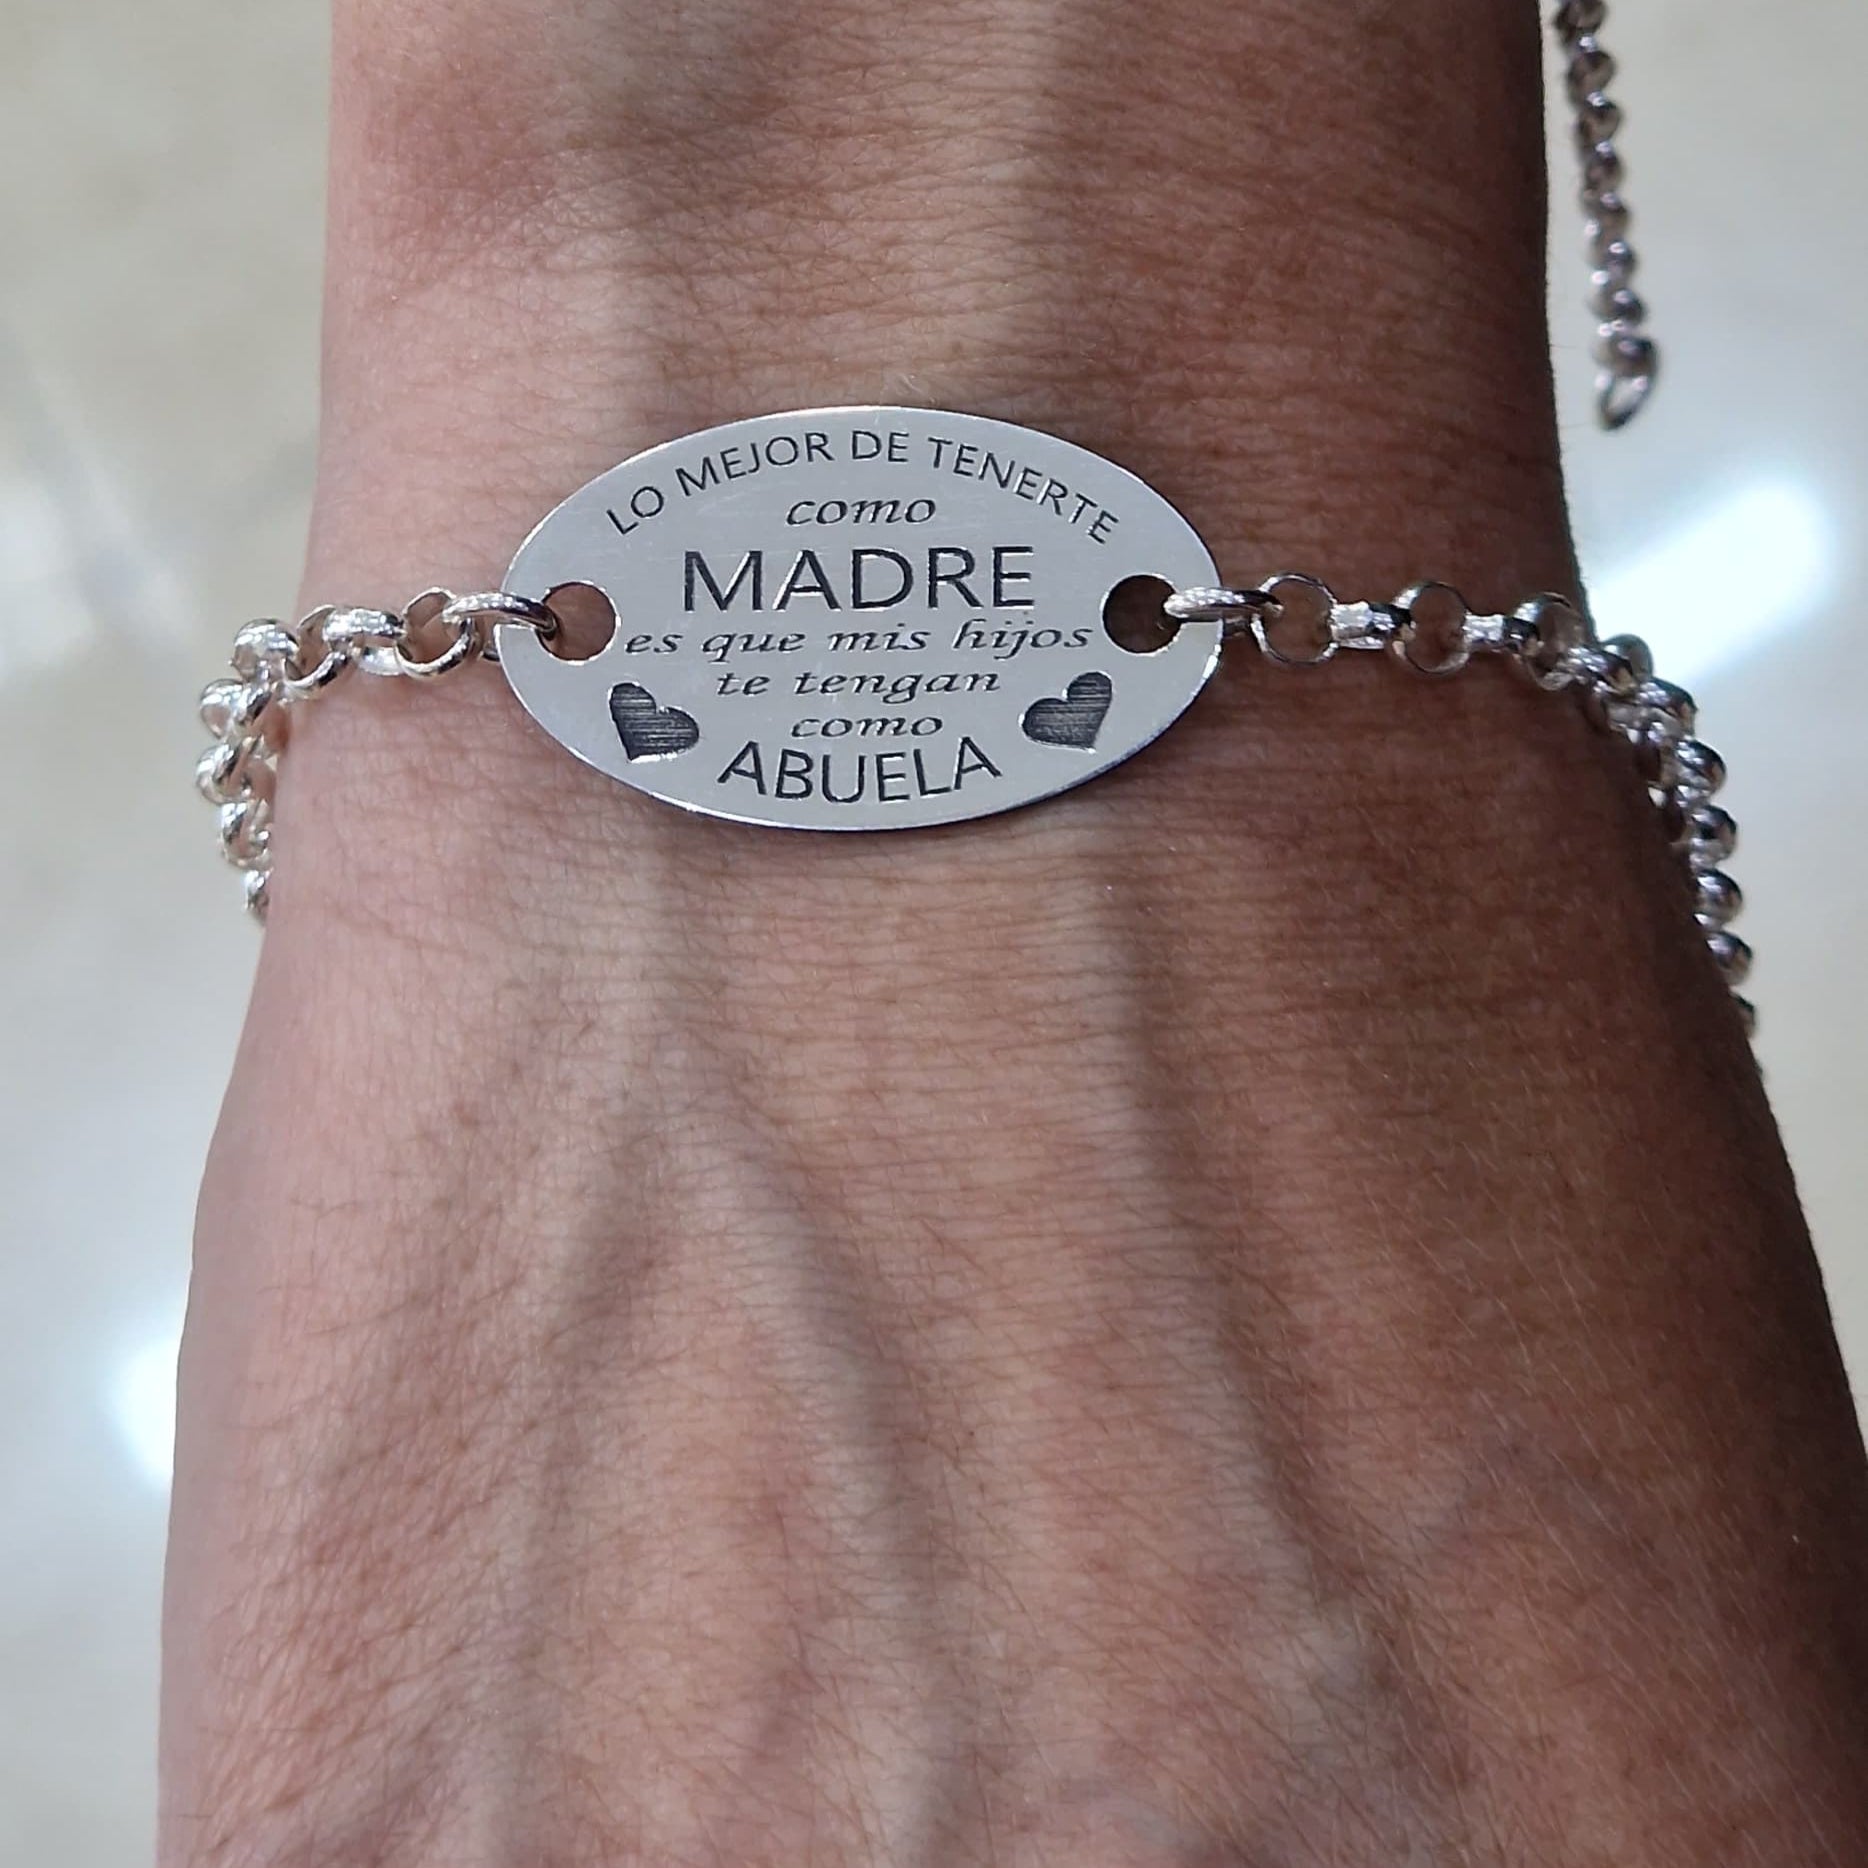 LO MEJOR DE TENERTE
como
MADRE
es que mis hijos
te tengan
como
ABUELA